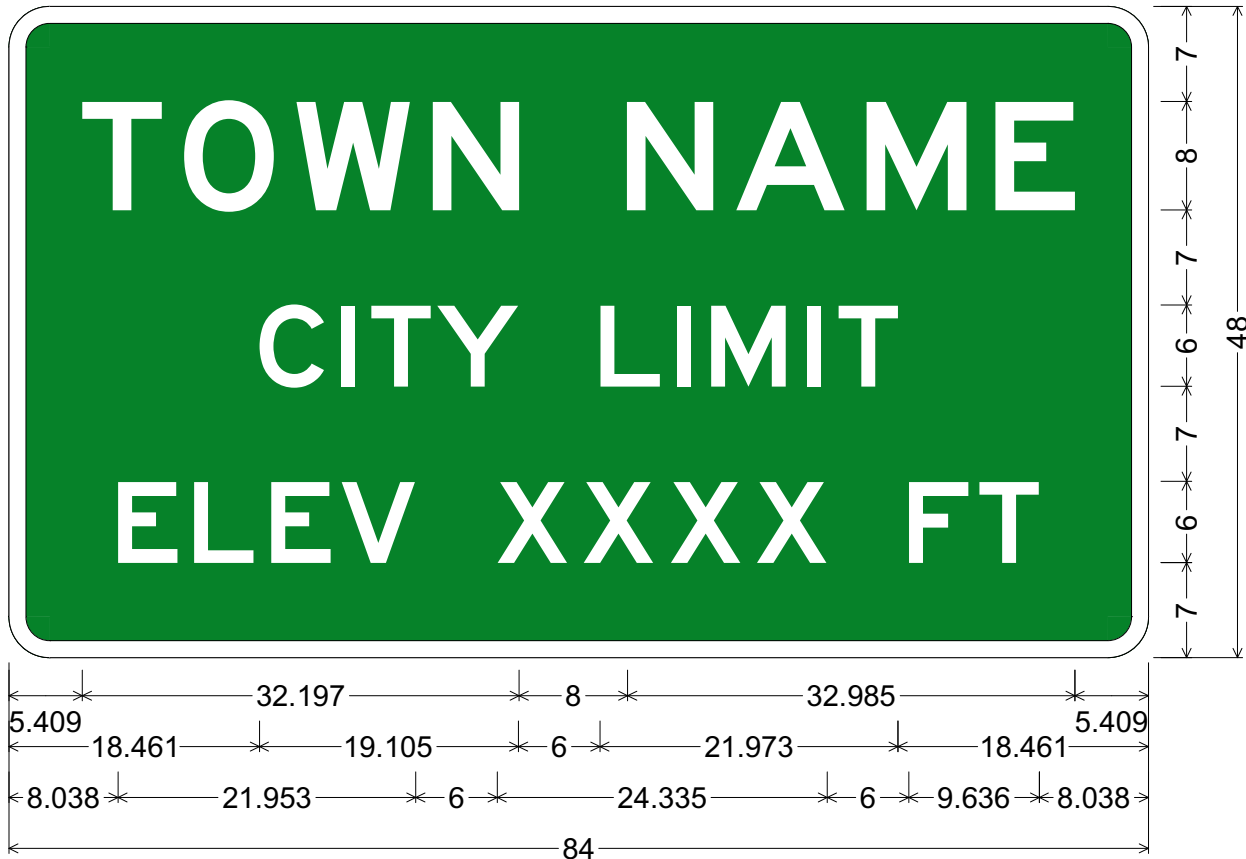 TOWN NAME
CITY LIMIT
ELEV XXXX FT
7
8
7
6
7
6
7
48
32.197 8 32.985
5.409 5.409
18.461 19.105 6 21.973 18.461
8.038 21.953 6 24.335 6 9.636 8.038
84